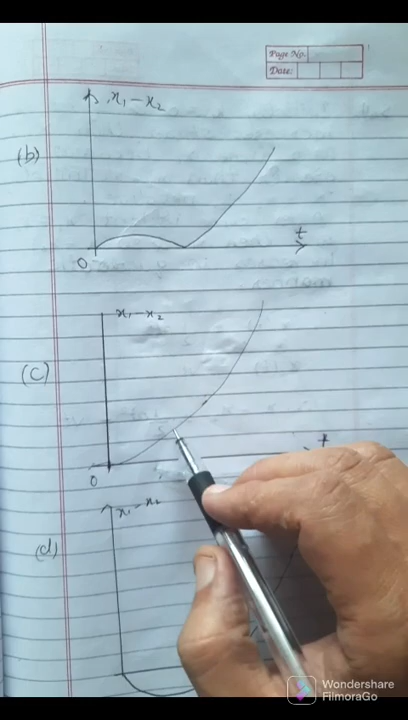 Page No.
Date:
x₁-x₂
(b)
t
0
x₁-x₂
(c)
t
0
x₁-x₂
(d)
Wondershare
FilmoraGo